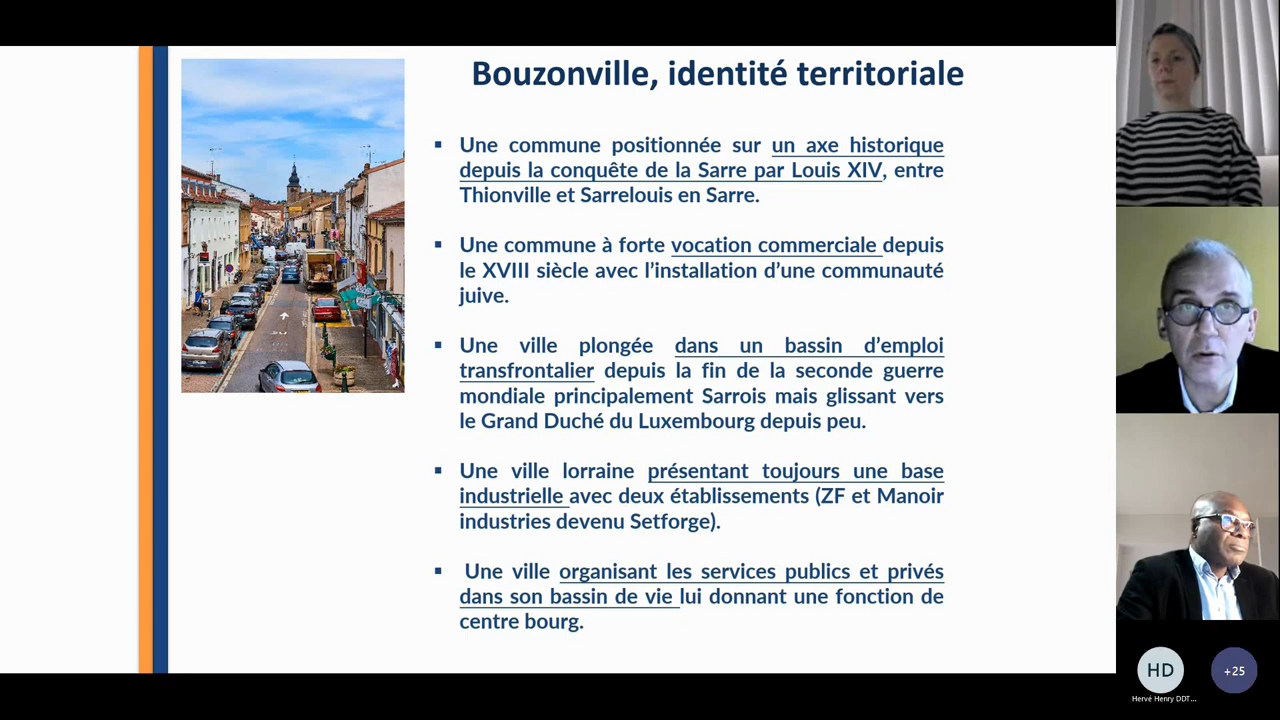 Bouzonville, identité territoriale
▪ Une commune positionnée sur un axe historique
depuis la conquête de la Sarre par Louis XIV, entre
Thionville et Sarrelouis en Sarre.
▪ Une commune à forte vocation commerciale depuis
le XVIII siècle avec l’installation d’une communauté
juive.
▪ Une ville plongée dans un bassin d’emploi
transfrontalier depuis la fin de la seconde guerre
mondiale principalement Sarrois mais glissant vers
le Grand Duché du Luxembourg depuis peu.
▪ Une ville lorraine présentant toujours une base
industrielle avec deux établissements (ZF et Manoir
industries devenu Setforge).
▪ Une ville organisant les services publics et privés
dans son bassin de vie lui donnant une fonction de
centre bourg.
HD
+25
Hervé Henry DDT...